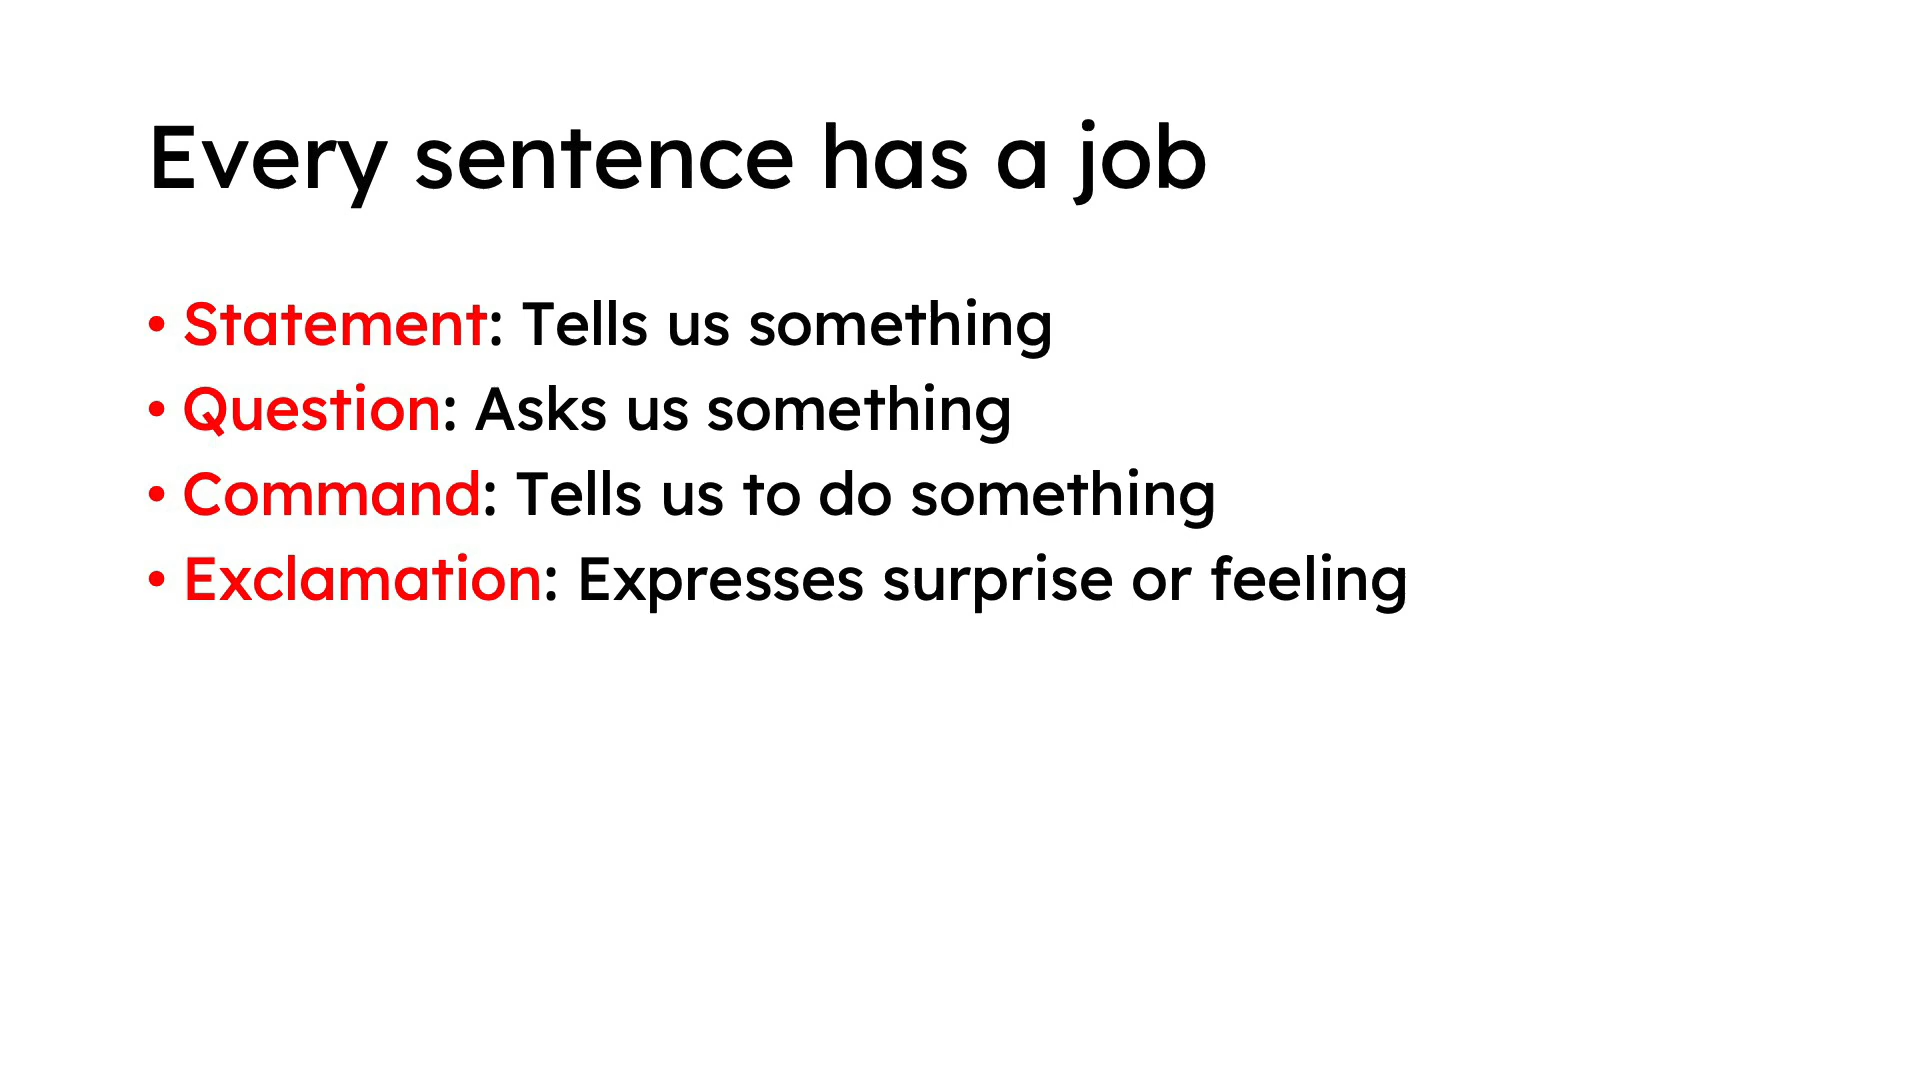 Every sentence has a job
• Statement: Tells us something
• Question: Asks us something
• Command: Tells us to do something
• Exclamation: Expresses surprise or feeling